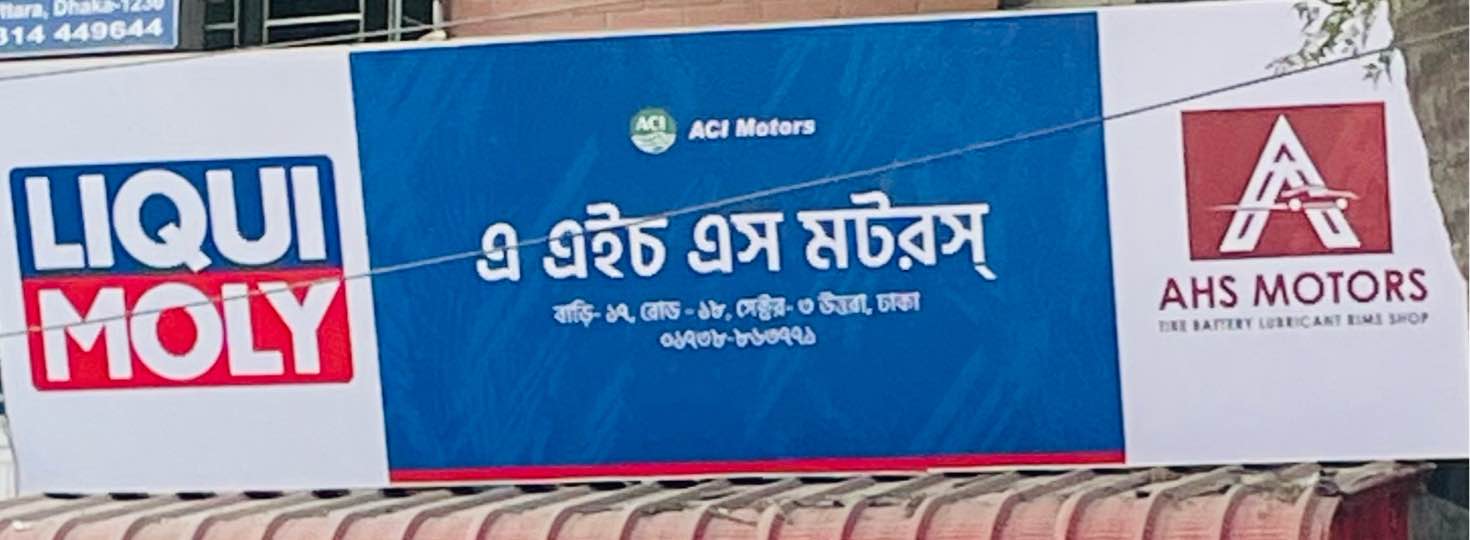 ttara, Dhaka-1230
314 449644
LIQUI
MOLY
ACI
ACI Motors
এ এইচ এস মটরস্
বাড়ি- ১৭, রোড - ১৮, সেক্টর- ৩ উত্তরা, ঢাকা
০১৭৩৮-৮৬৩৭৭১
AHS MOTORS
TIRE BATTERY LUBRICANT RIMS SHOP